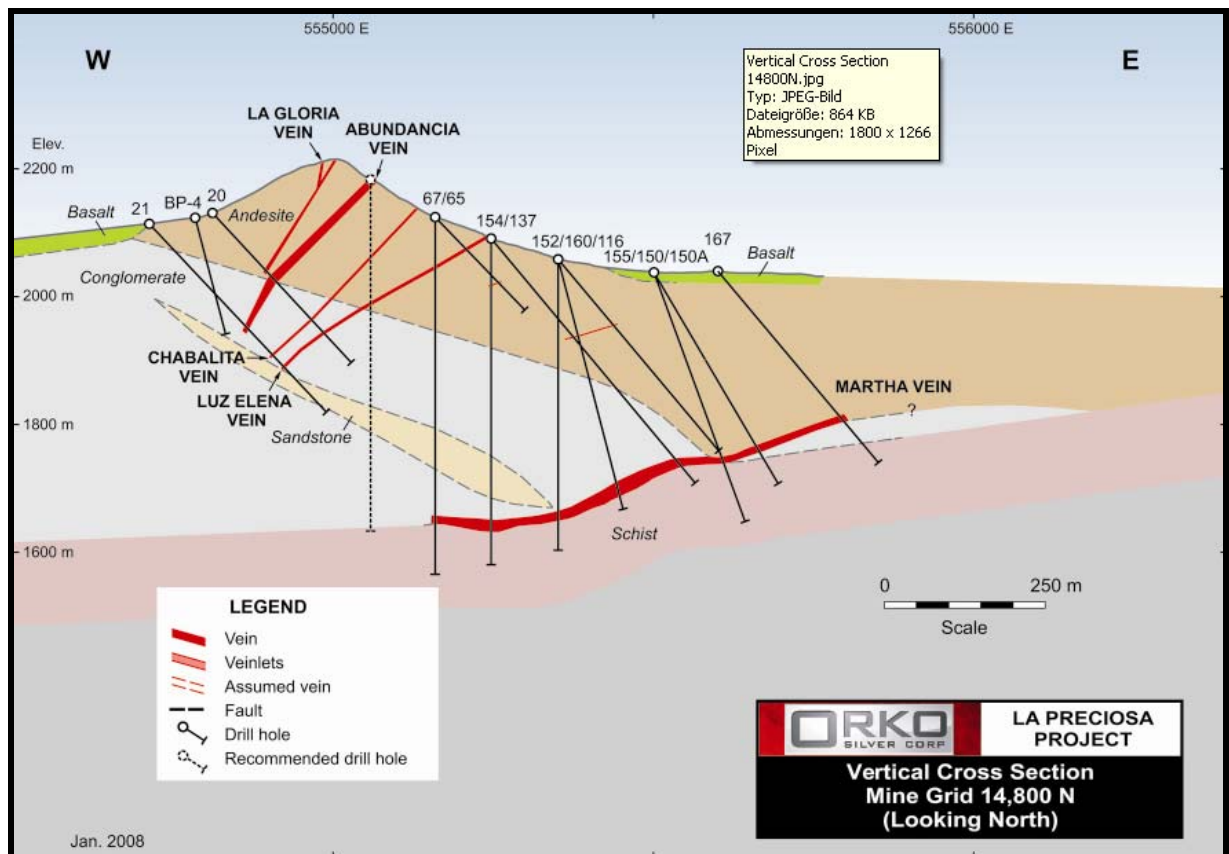 555000 E
556000 E
W
E
Vertical Cross Section
14800N.jpg
Typ: JPEG-Bild
Dateigröße: 864 KB
Abmessungen: 1800 x 1266
Pixel
LA GLORIA
VEIN
ABUNDANCIA
VEIN
Elev.
2200 m
2000 m
1800 m
1600 m
Basalt
21
BP-4
20
Andesite
67/65
154/137
152/160/116
155/150/150A
167
Basalt
Conglomerate
CHABALITA
VEIN
LUZ ELENA
VEIN
Sandstone
MARTHA VEIN
?
Schist
LEGEND
Vein
Veinlets
Assumed vein
Fault
Drill hole
Recommended drill hole
0
250 m
Scale
ORKO
SILVER CORP
LA PRECIOSA
PROJECT
Vertical Cross Section
Mine Grid 14,800 N
(Looking North)
Jan. 2008